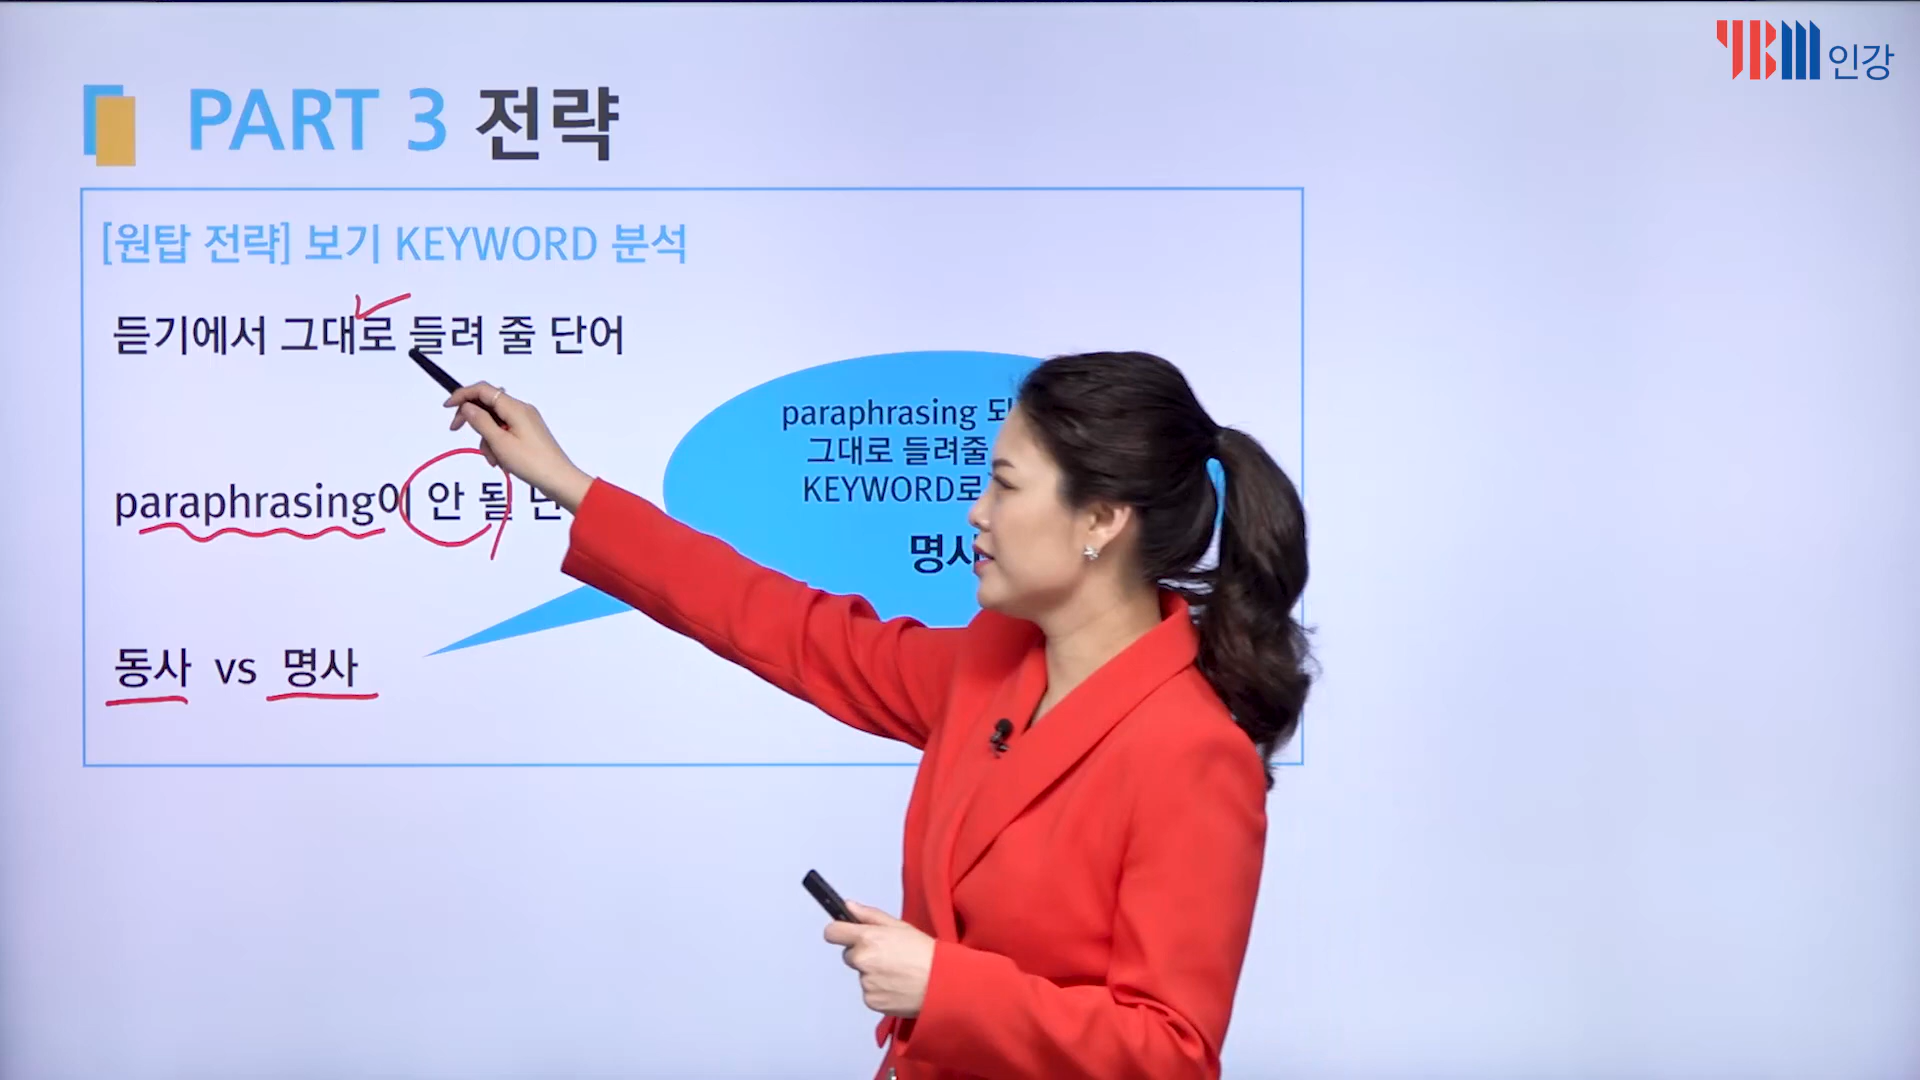 YBM 인강
PART 3 전략
[원탑 전략] 보기 KEYWORD 분석
듣기에서 그대로 들려 줄 단어
paraphrasing이 안 될
동사 vs 명사
paraphrasing
그대로 들려줄
KEYWORD로
명사